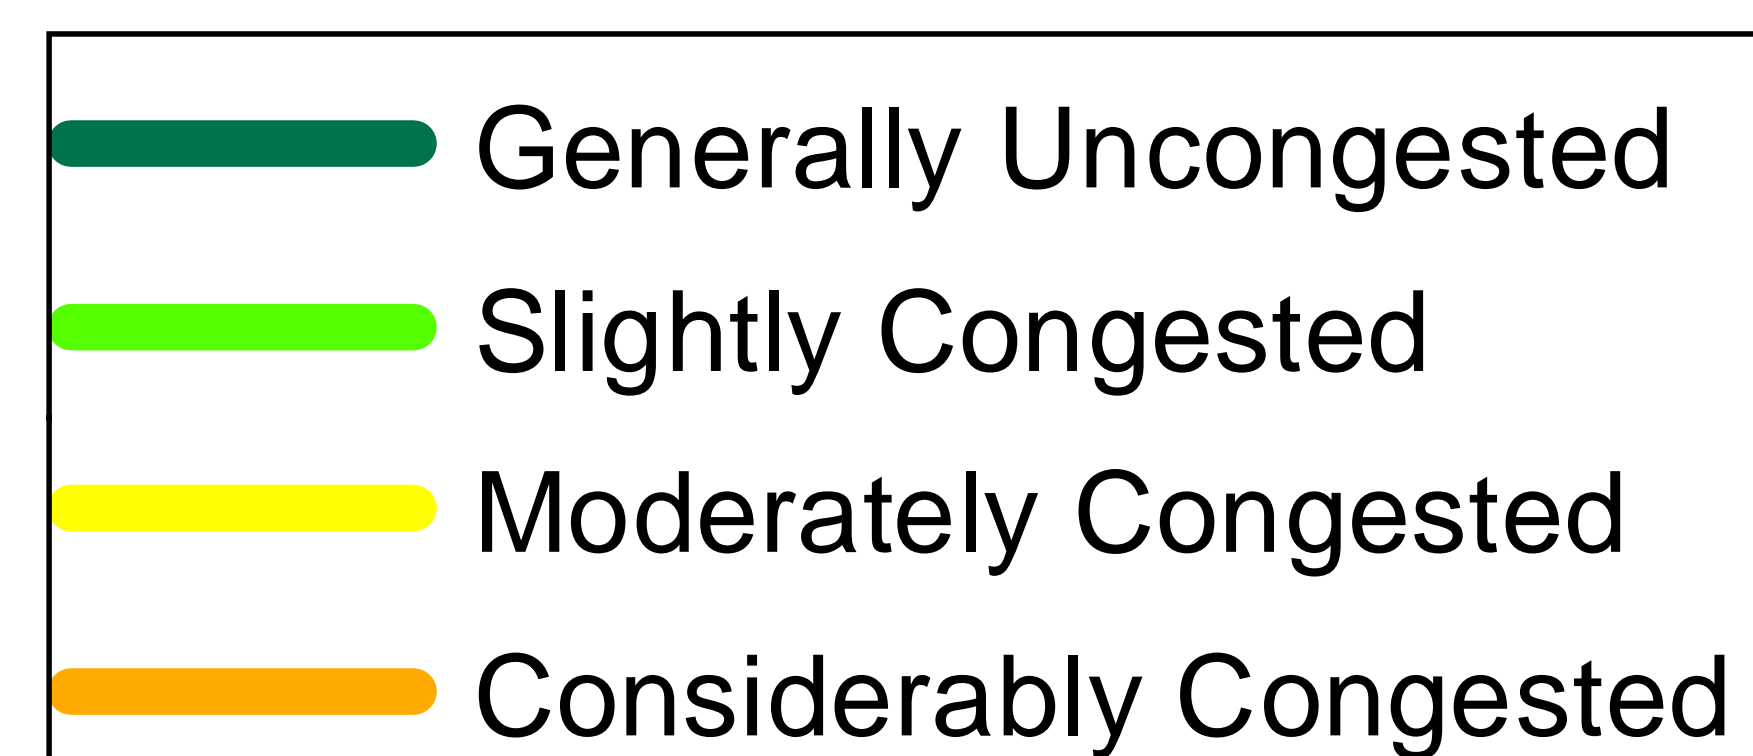 Generally Uncongested
Slightly Congested
Moderately Congested
Considerably Congested